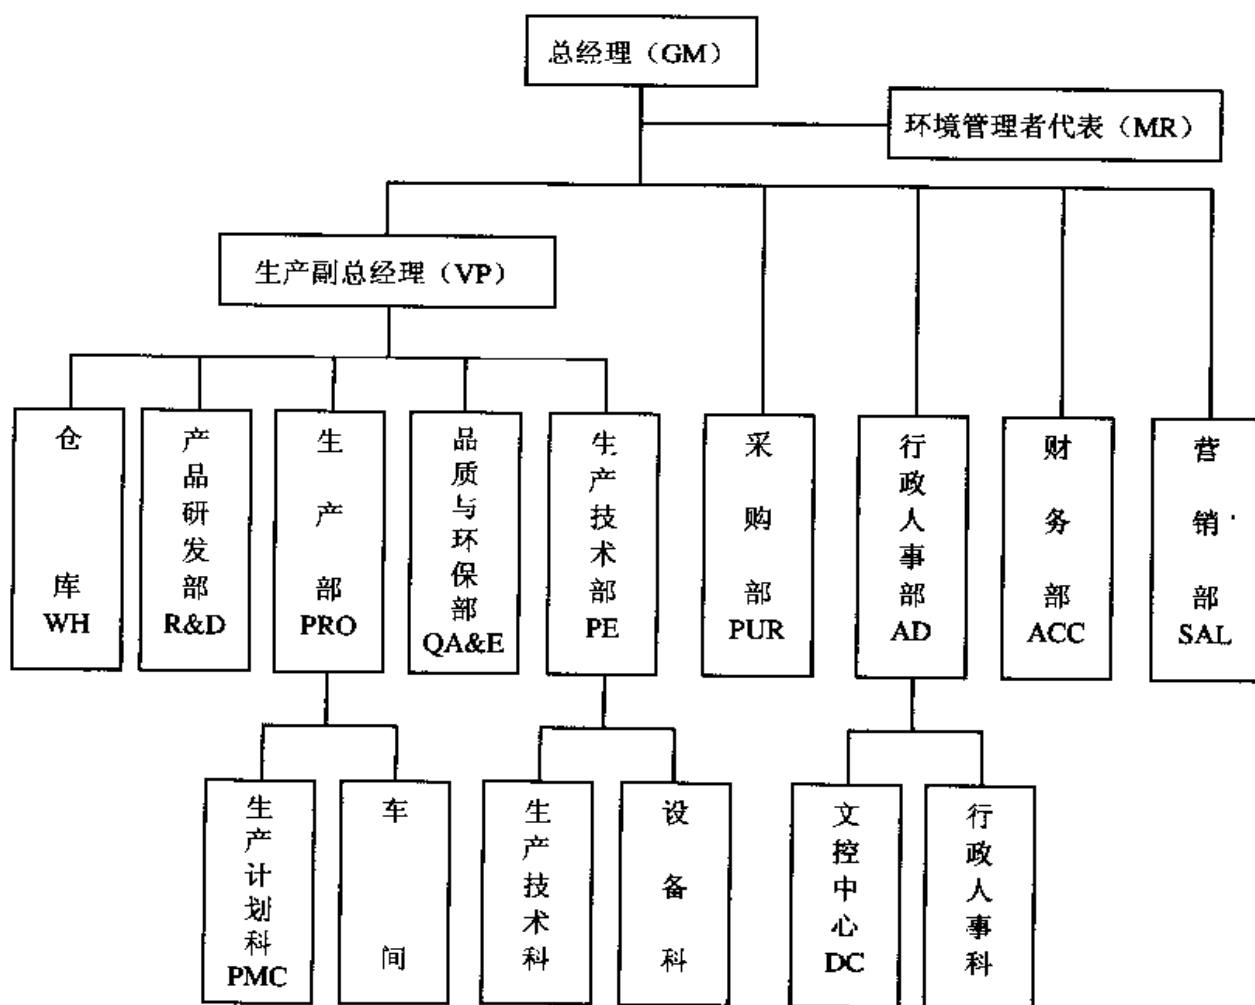 总经理（GM）
环境管理者代表（MR）
生产副总经理（VP）
仓库
WH
产品研发部
R&D
生产部
PRO
品质与环保部
QA&E
生产技术部
PE
采购部
PUR
行政人事部
AD
财务部
ACC
营销部
SAL
生产计划科
PMC
车间
生产技术科
设备科
文控中心
DC
行政人事科